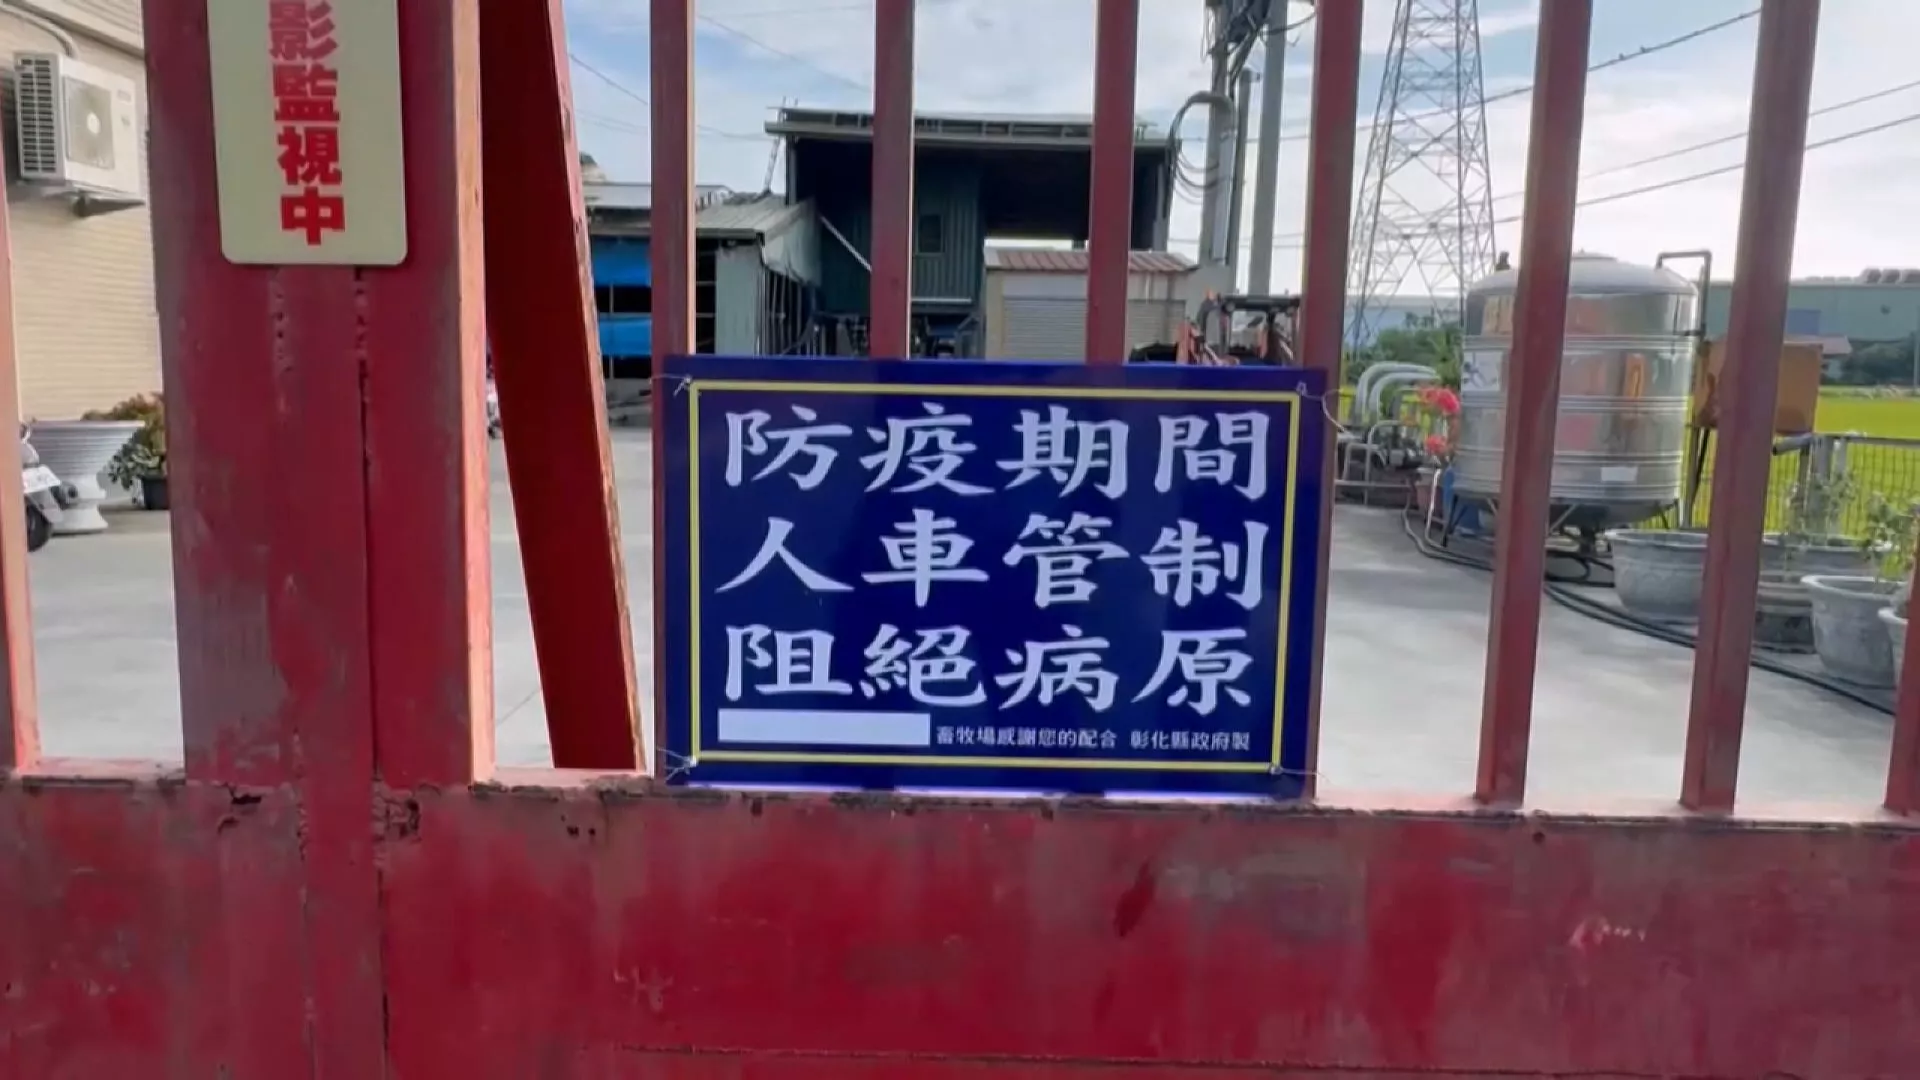 影監視中
防疫期間
人車管制
阻絕病原
畜牧場感謝您的配合 彰化縣政府製